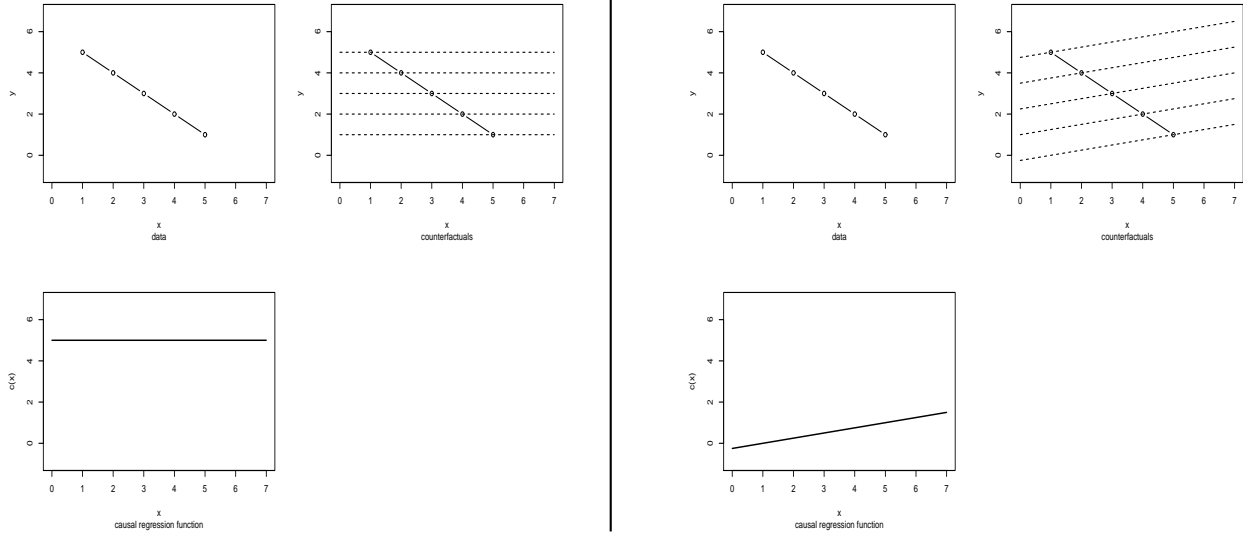 y
0 2 4 6
0 1 2 3 4 5 6 7
x
data
y
0 2 4 6
0 1 2 3 4 5 6 7
x
counterfactuals
c(x)
0 2 4 6
0 1 2 3 4 5 6 7
x
causal regression function
y
0 2 4 6
0 1 2 3 4 5 6 7
x
data
y
0 2 4 6
0 1 2 3 4 5 6 7
x
counterfactuals
c(x)
0 2 4 6
0 1 2 3 4 5 6 7
x
causal regression function